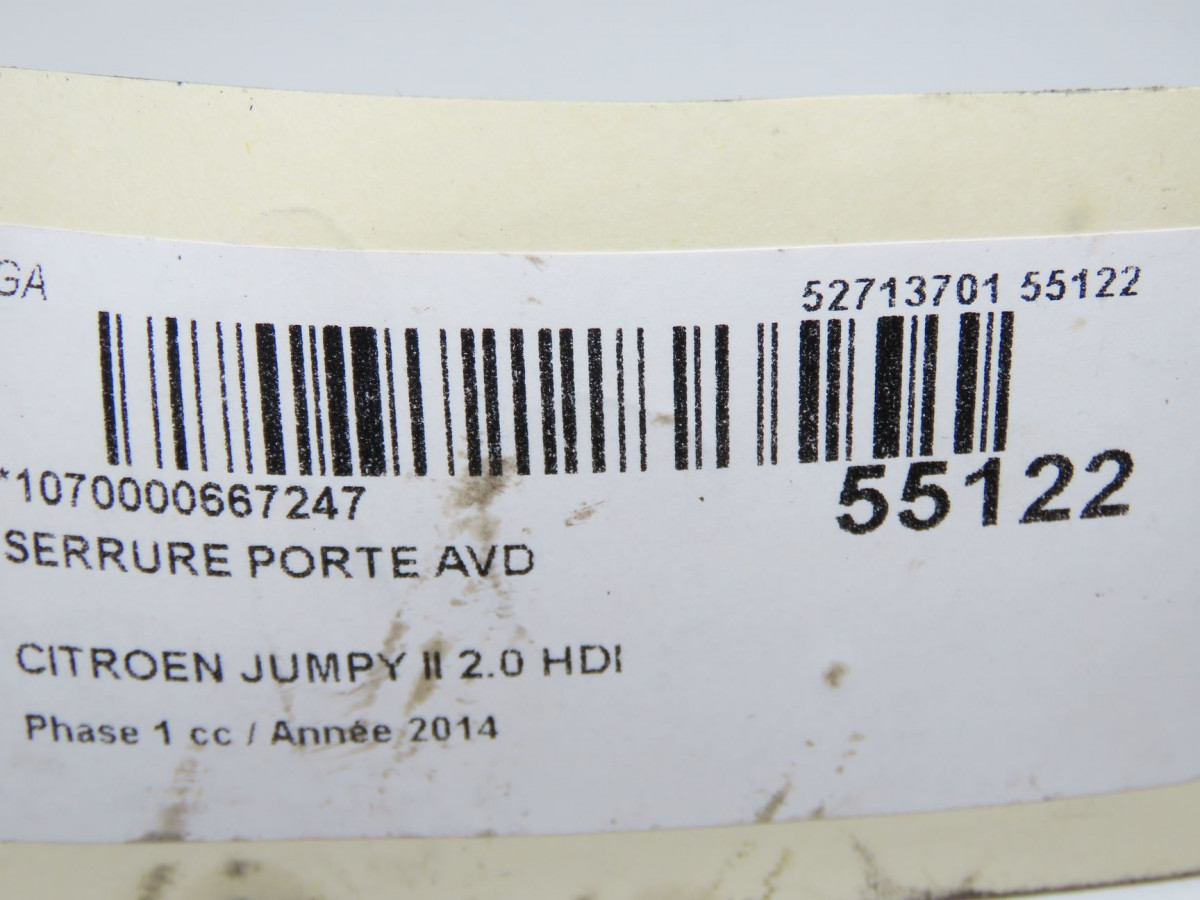 GA
52713701 55122
*1070000667247
55122
SERRURE PORTE AVD
CITROEN JUMPY II 2.0 HDI
Phase 1 cc / Année 2014